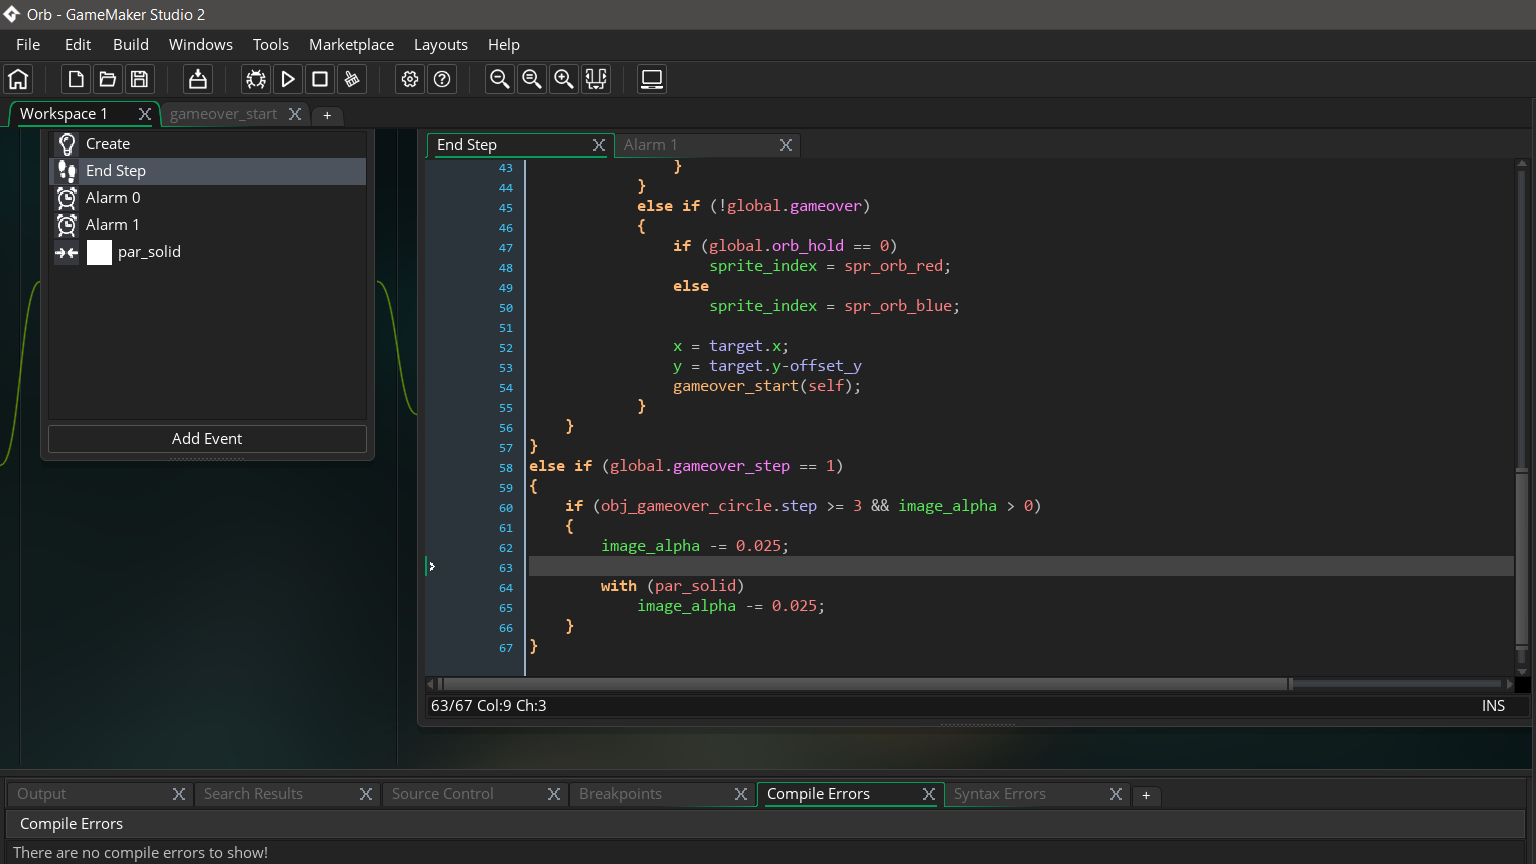 Orb - GameMaker Studio 2
File Edit Build Windows Tools Marketplace Layouts Help
Workspace 1 gameover_start +
Create
End Step
Alarm 0
Alarm 1
par_solid
Add Event
End Step Alarm 1
43 }
44 }
45 else if (!global.gameover)
46 {
47 if (global.orb_hold == 0)
48 sprite_index = spr_orb_red;
49 else
50 sprite_index = spr_orb_blue;
51
52 x = target.x;
53 y = target.y-offset_y
54 gameover_start(self);
55 }
56 }
57 }
58 else if (global.gameover_step == 1)
59 {
60 if (obj_gameover_circle.step >= 3 && image_alpha > 0)
61 {
62 image_alpha -= 0.025;
63
64 with (par_solid)
65 image_alpha -= 0.025;
66 }
67 }
63/67 Col:9 Ch:3 INS
Output Search Results Source Control Breakpoints Compile Errors Syntax Errors +
Compile Errors
There are no compile errors to show!